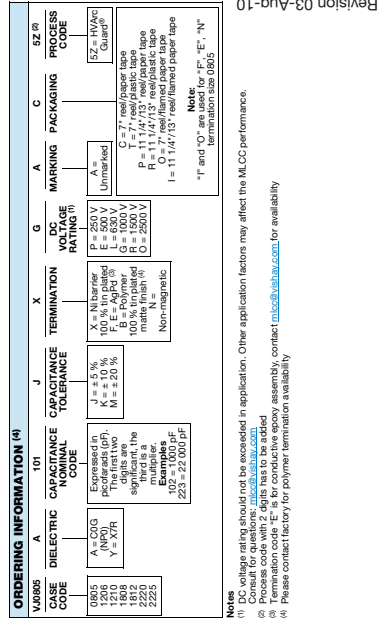 ORDERING INFORMATION (4)
VJ0805 A 101 J X G A C 5Z (2)
CASE CODE
DIELECTRIC
CAPACITANCE NOMINAL CODE
CAPACITANCE TOLERANCE
TERMINATION
DC VOLTAGE RATING (1)
MARKING
PACKAGING
PROCESS CODE
0805
1206
1210
1808
1812
2220
2225
A = C0G
(NP0)
Y = X7R
Expressed in
picofarads (pF).
The first two
digits are
significant, the
third is a
multiplier.
Examples
102 = 1000 pF
223 = 22 000 pF
J = ± 5 %
K = ± 10 %
M = ± 20 %
X = Ni barrier
100 % tin plated
F, E = AgPd (3)
B = Polymer
100 % tin plated
matte finish (4)
N =
Non-magnetic
P = 250 V
E = 500 V
L = 630 V
G = 1000 V
R = 1500 V
O = 2500 V
A =
Unmarked
C = 7" reel/paper tape
T = 7" reel/plastic tape
P = 11 1/4"/13" reel/paper tape
R = 11 1/4"/13" reel/plastic tape
O = 7" reel/flamed paper tape
I = 11 1/4"/13" reel/flamed paper tape
Note:
"I" and "O" are used for "F", "E", "N"
termination size 0805
5Z = HVArc
Guard®
Notes
(1) DC voltage rating should not be exceeded in application. Other application factors may affect the MLCC performance.
Consult for questions: mlcc@vishay.com
(2) Process code with 2 digits has to be added
(3) Termination code "E" is for conductive epoxy assembly, contact mlcc@vishay.com for availability
(4) Please contact factory for polymer termination availability
Revision 03-Aug-10